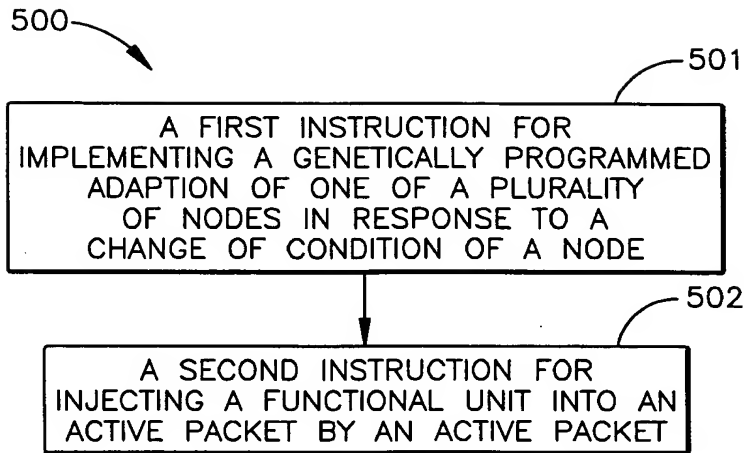 500
501
A FIRST INSTRUCTION FOR
IMPLEMENTING A GENETICALLY PROGRAMMED
ADAPTION OF ONE OF A PLURALITY
OF NODES IN RESPONSE TO A
CHANGE OF CONDITION OF A NODE
502
A SECOND INSTRUCTION FOR
INJECTING A FUNCTIONAL UNIT INTO AN
ACTIVE PACKET BY AN ACTIVE PACKET